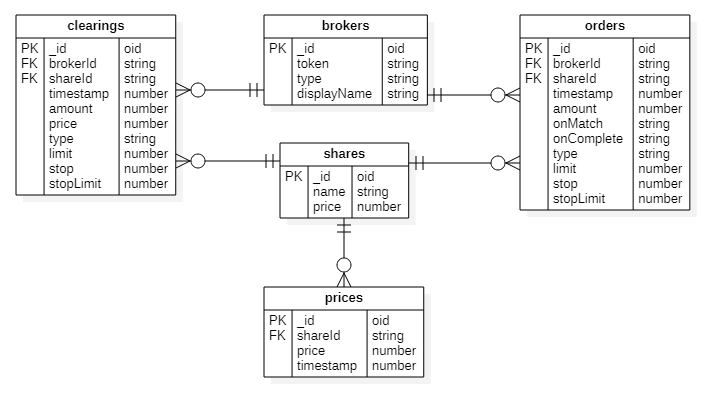 clearings
PK _id oid
FK brokerId string
FK shareId string
timestamp number
amount number
price number
type string
limit number
stop number
stopLimit number
brokers
PK _id oid
token string
type string
displayName string
orders
PK _id oid
FK brokerId string
FK shareId string
timestamp number
amount number
onMatch string
onComplete string
type string
limit number
stop number
stopLimit number
shares
PK _id oid
name string
price number
prices
PK _id oid
FK shareId string
price number
timestamp number